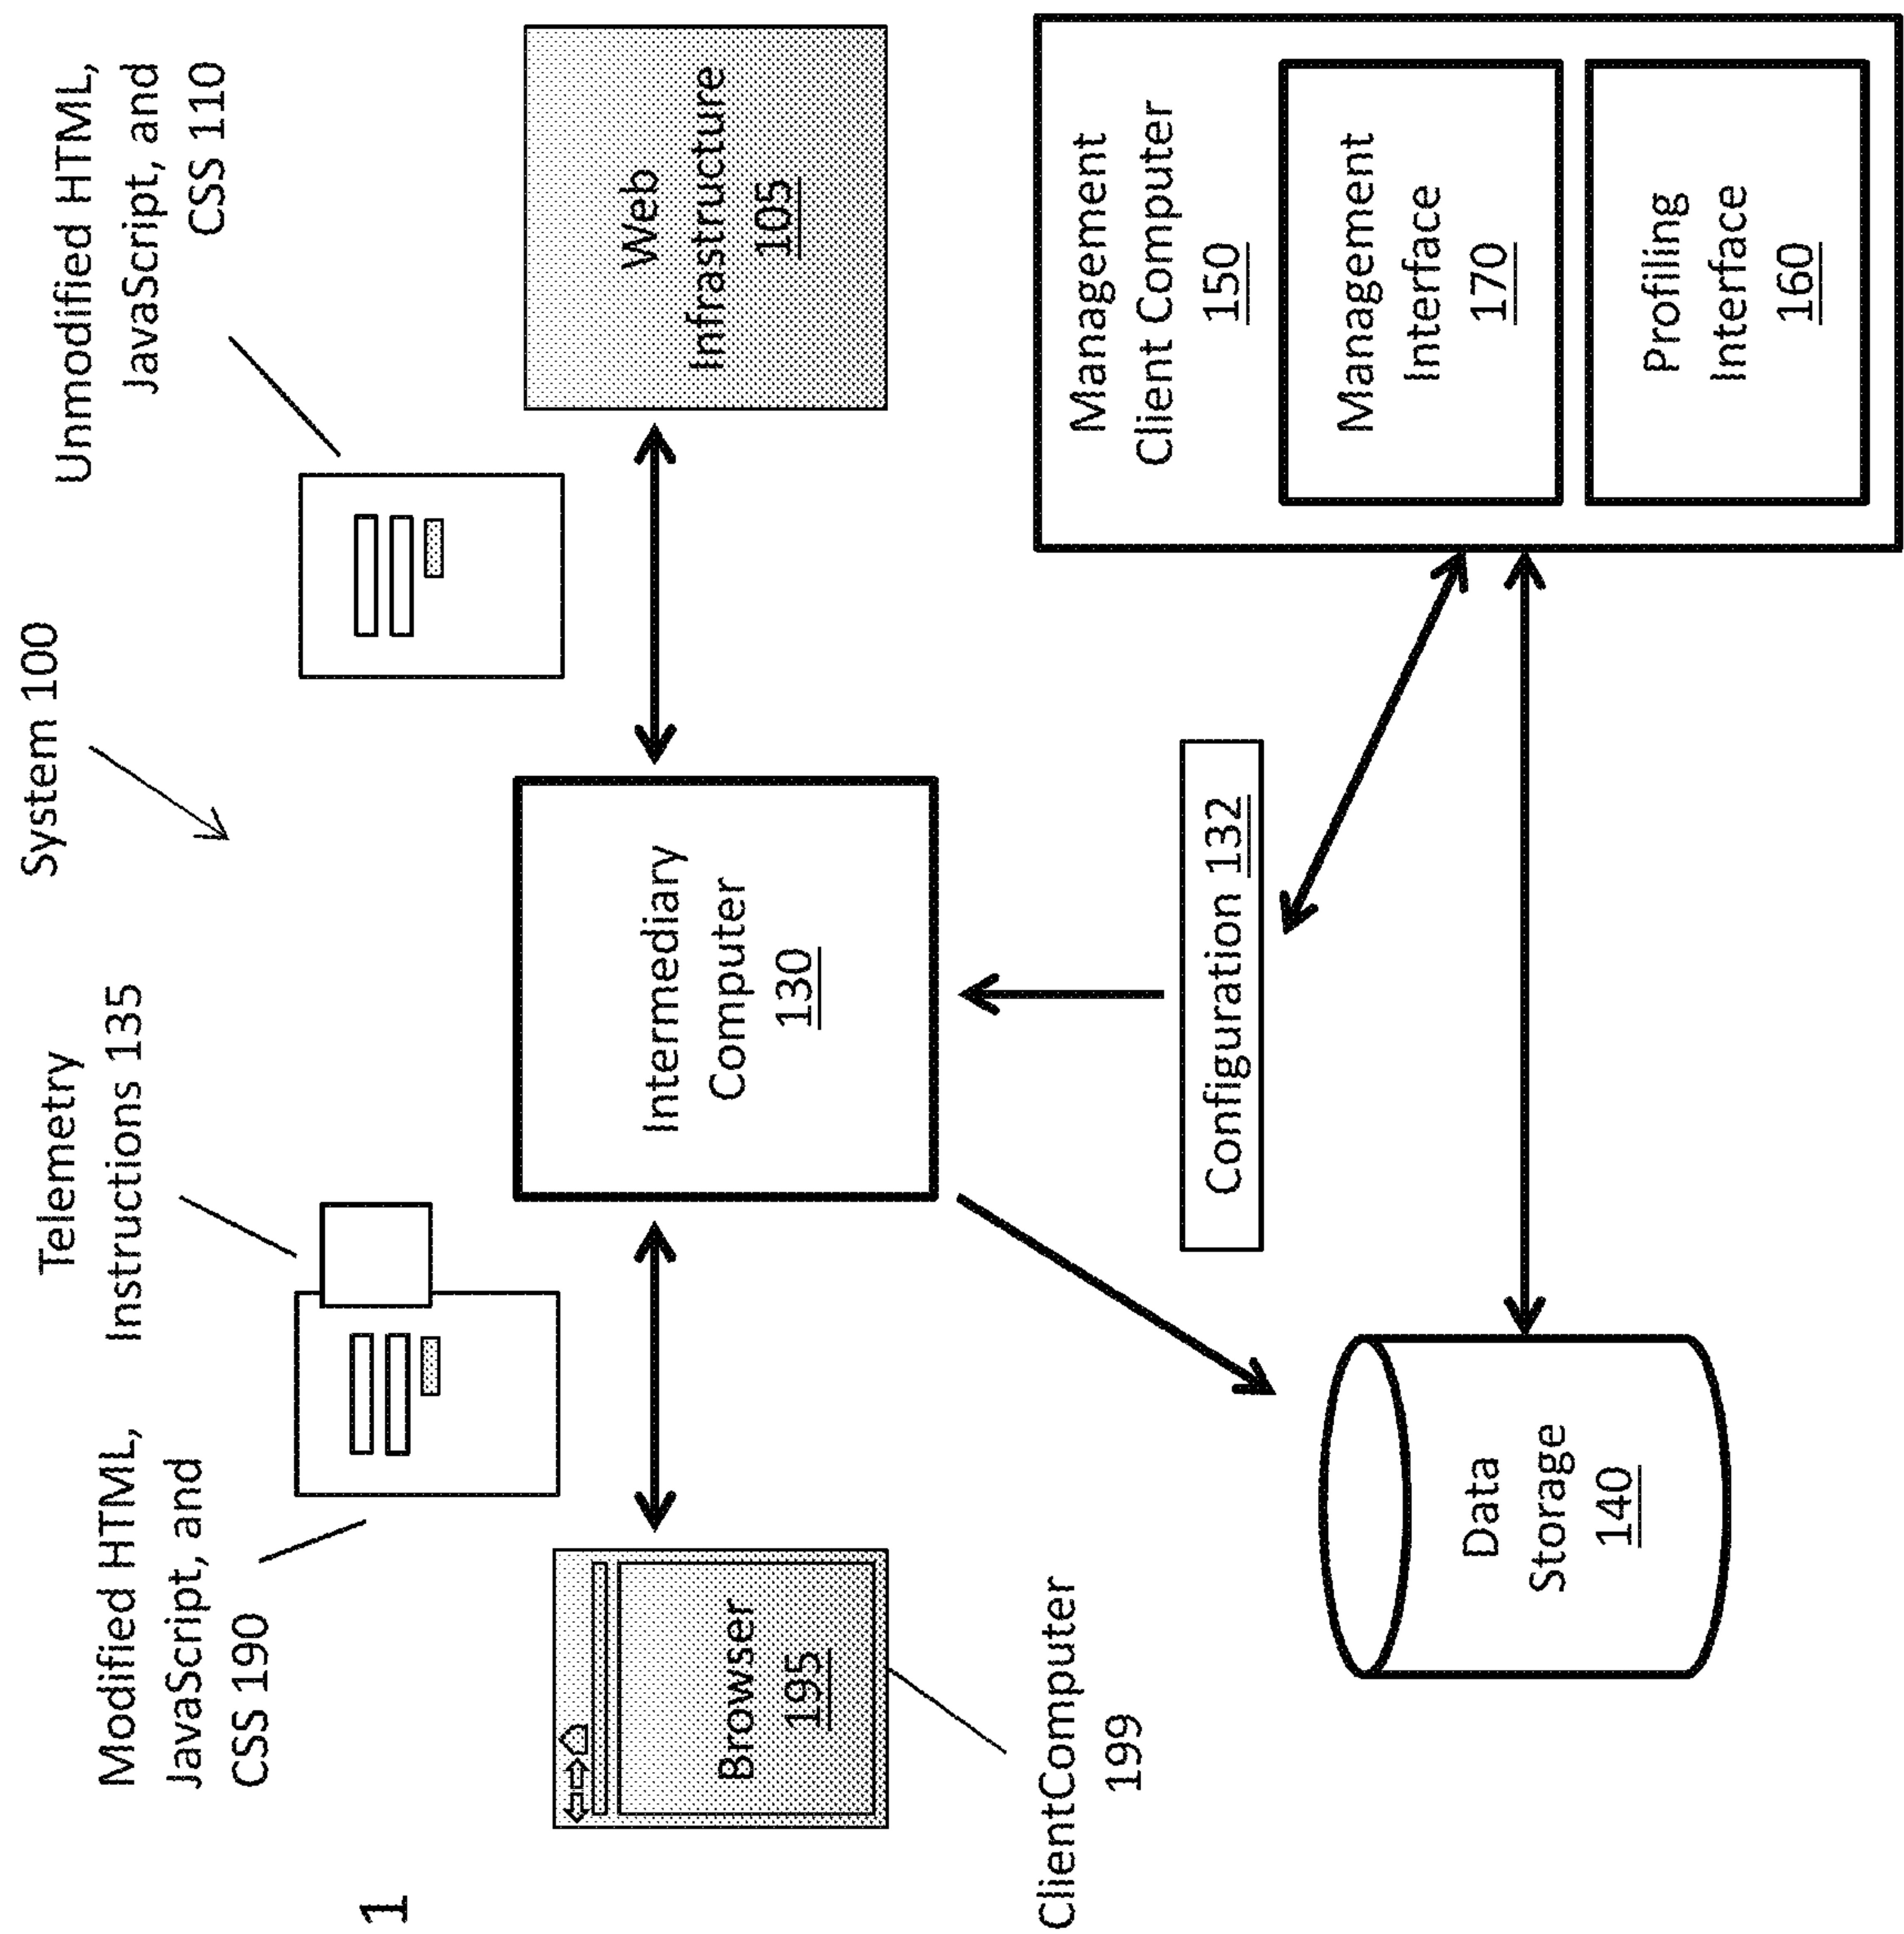 System 100
Modified HTML,
JavaScript, and
CSS 190
Telemetry
Instructions 135
Unmodified HTML,
JavaScript, and
CSS 110
1
Browser
195
Intermediary
Computer
130
Web
Infrastructure
105
ClientComputer
199
Configuration 132
Data
Storage
140
Management
Client Computer
150
Management
Interface
170
Profiling
Interface
160